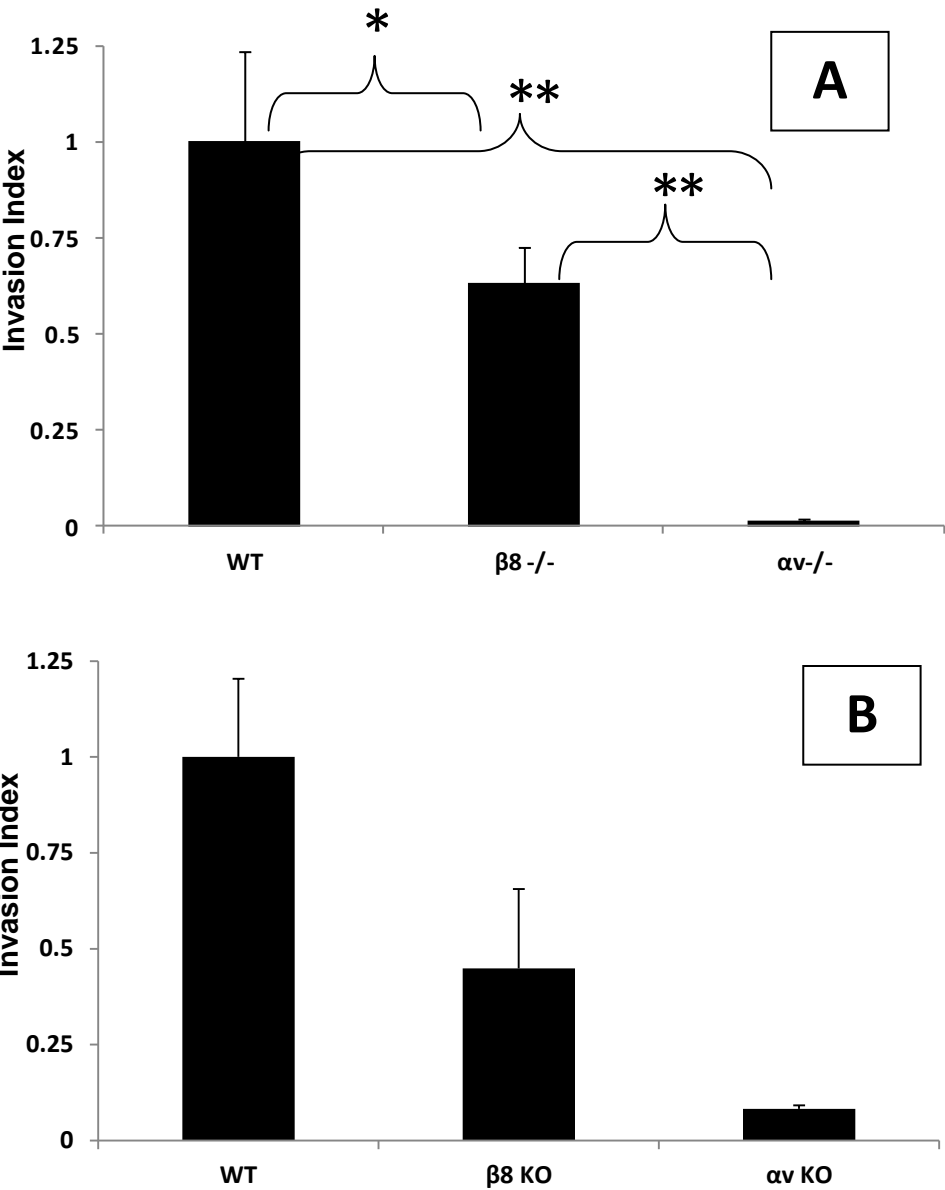 *
1.25
A
**
1
**
0.75
0.5
0.25
0
Invasion Index
WT
β8 -/-
αv-/-
1.25
B
1
0.75
0.5
0.25
0
Invasion Index
WT
β8 KO
αv KO